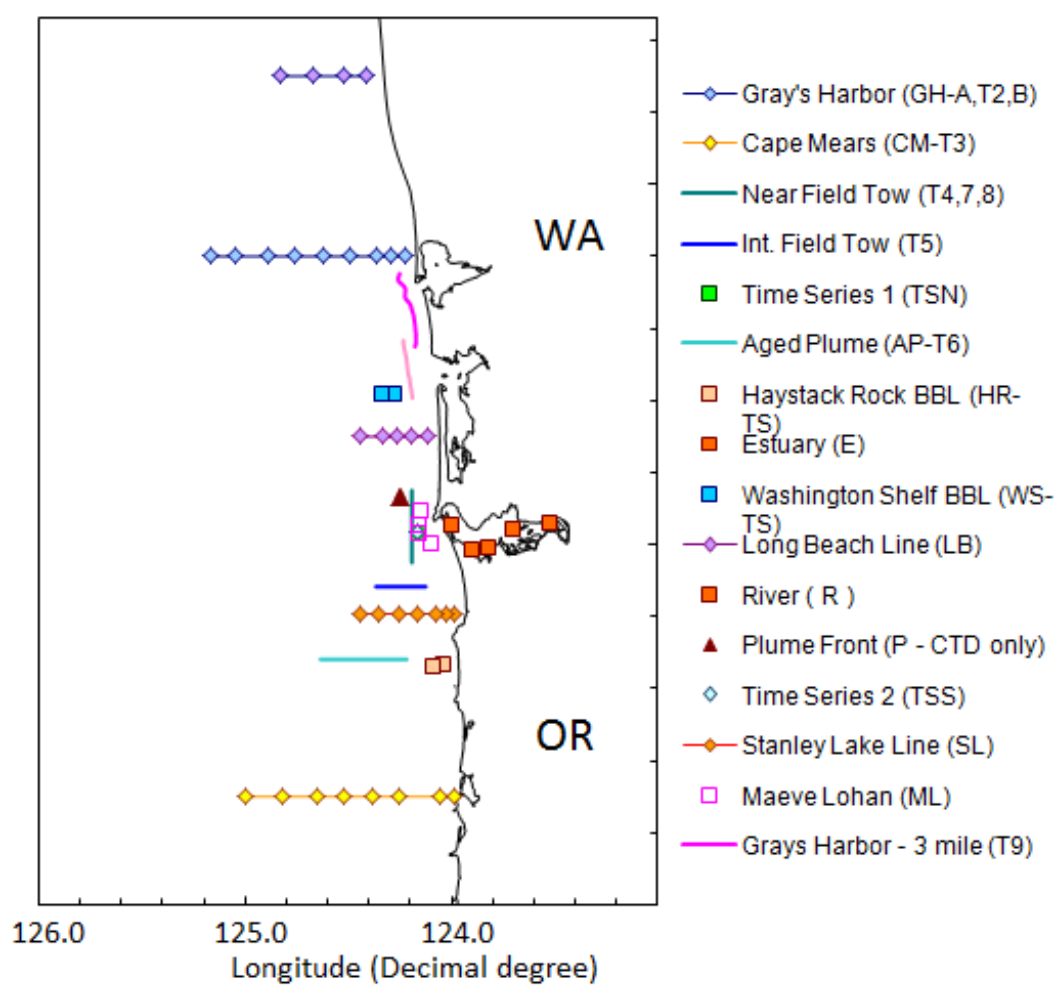 WA
OR
126.0 125.0 124.0
Longitude (Decimal degree)
Gray's Harbor (GH-A,T2,B)
Cape Mears (CM-T3)
Near Field Tow (T4,7,8)
Int. Field Tow (T5)
Time Series 1 (TSN)
Aged Plume (AP-T6)
Haystack Rock BBL (HR-
TS)
Estuary (E)
Washington Shelf BBL (WS-
TS)
Long Beach Line (LB)
River ( R )
Plume Front (P - CTD only)
Time Series 2 (TSS)
Stanley Lake Line (SL)
Maeve Lohan (ML)
Grays Harbor - 3 mile (T9)